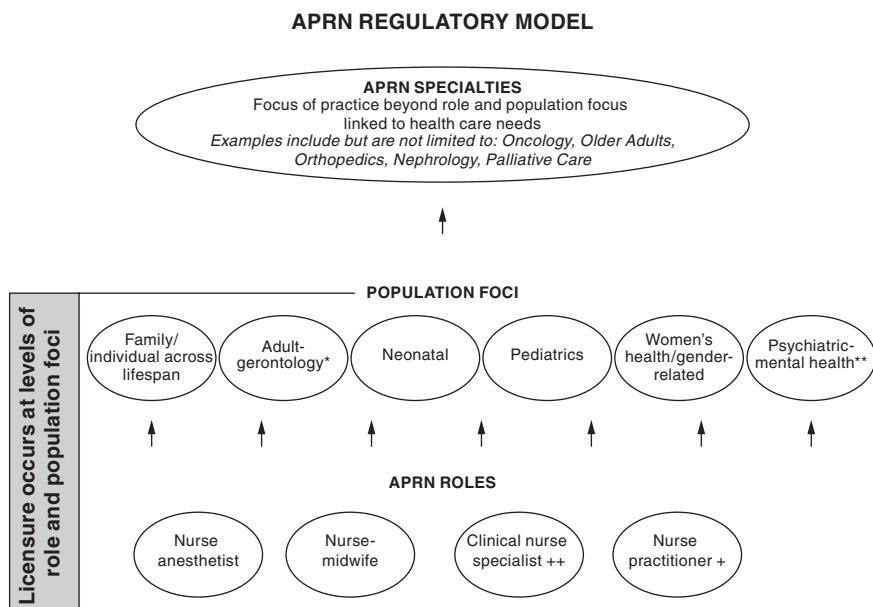 APRN REGULATORY MODEL
APRN SPECIALTIES
Focus of practice beyond role and population focus
linked to health care needs
Examples include but are not limited to: Oncology, Older Adults,
Orthopedics, Nephrology, Palliative Care
Licensure occurs at levels of
role and population foci
POPULATION FOCI
Family/
individual across
lifespan
Adult-
gerontology*
Neonatal
Pediatrics
Women's
health/gender-
related
Psychiatric-
mental health**
APRN ROLES
Nurse
anesthetist
Nurse-
midwife
Clinical nurse
specialist ++
Nurse
practitioner +